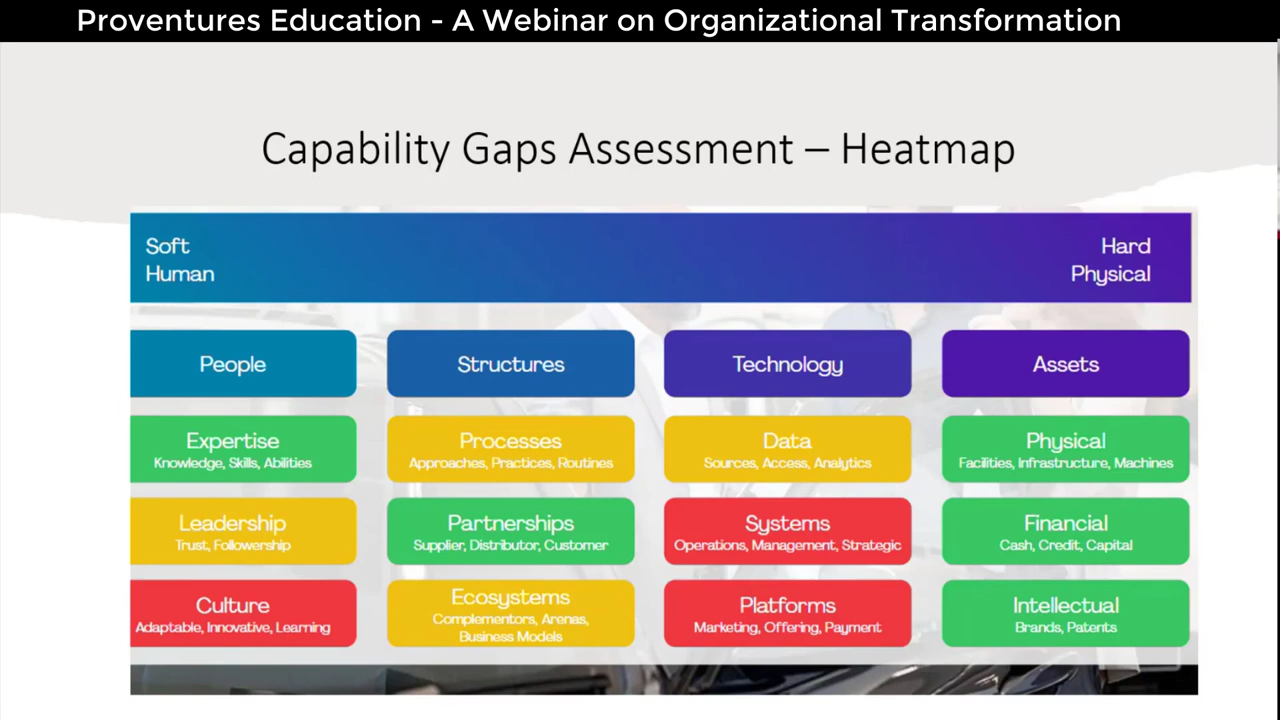 Proventures Education - A Webinar on Organizational Transformation
Capability Gaps Assessment – Heatmap
Soft
Human
Hard
Physical
People
Structures
Technology
Assets
Expertise
Knowledge, Skills, Abilities
Processes
Approaches, Practices, Routines
Data
Sources, Access, Analytics
Physical
Facilities, Infrastructure, Machines
Leadership
Trust, Followership
Partnerships
Supplier, Distributor, Customer
Systems
Operations, Management, Strategic
Financial
Cash, Credit, Capital
Culture
Adaptable, Innovative, Learning
Ecosystems
Complementors, Arenas,
Business Models
Platforms
Marketing, Offering, Payment
Intellectual
Brands, Patents